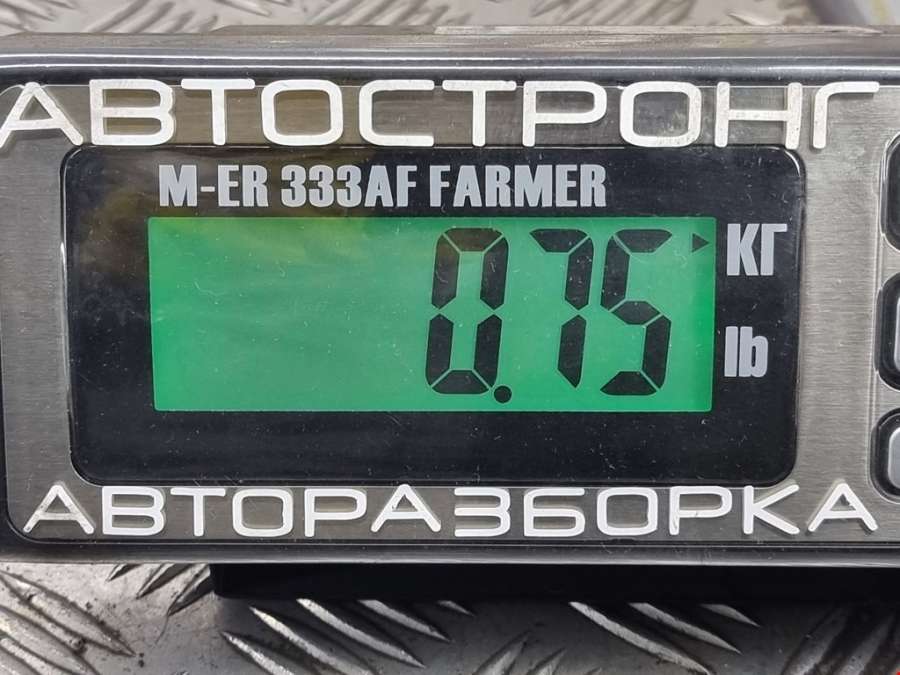 АВТОСТРОНГ
M-ER 333AF FARMER
0.75
КГ
lb
АВТОРАЗБОРКА